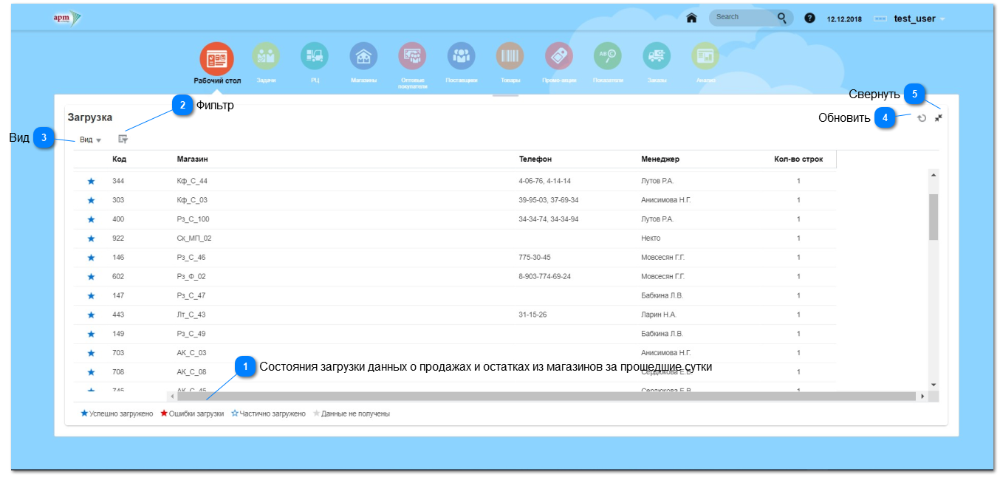 apm
Search
?
12.12.2018
test_user
Рабочий стол
Задачи
РЦ
Магазины
Оптовые
покупатели
Поставщики
Товары
Промо-акции
Показатели
Заказы
Анализ
Свернуть 5
2 Фильтр
Обновить 4
Загрузка
Вид 3
Вид
Код Магазин Телефон Менеджер Кол-во строк
344 Кф_С_44 4-06-76, 4-14-14 Лутов Р.А. 1
303 Кф_С_03 39-95-03, 37-69-34 Анисимова Н.Г. 1
400 Рз_С_100 34-34-74, 34-34-94 Лутов Р.А. 1
922 Ск_МП_02 Некто 1
146 Рз_С_46 775-30-45 Мовсесян Г.Г. 1
602 Рз_Ф_02 8-903-774-69-24 Мовсесян Г.Г. 1
147 Рз_С_47 Бабкина Л.В. 1
443 Лт_С_43 31-15-26 Ларин Н.А. 1
149 Рз_С_49 Бабкина Л.В. 1
703 АК_С_03 Анисимова Н.Г. 1
1 Состояния загрузки данных о продажах и остатках из магазинов за прошедшие сутки
708 АК_С_08 Сердюкова Е.В. 1
745 АК_С_45 Сердюкова Е.В. 1
Успешно загружено Ошибки загрузки Частично загружено Данные не получены